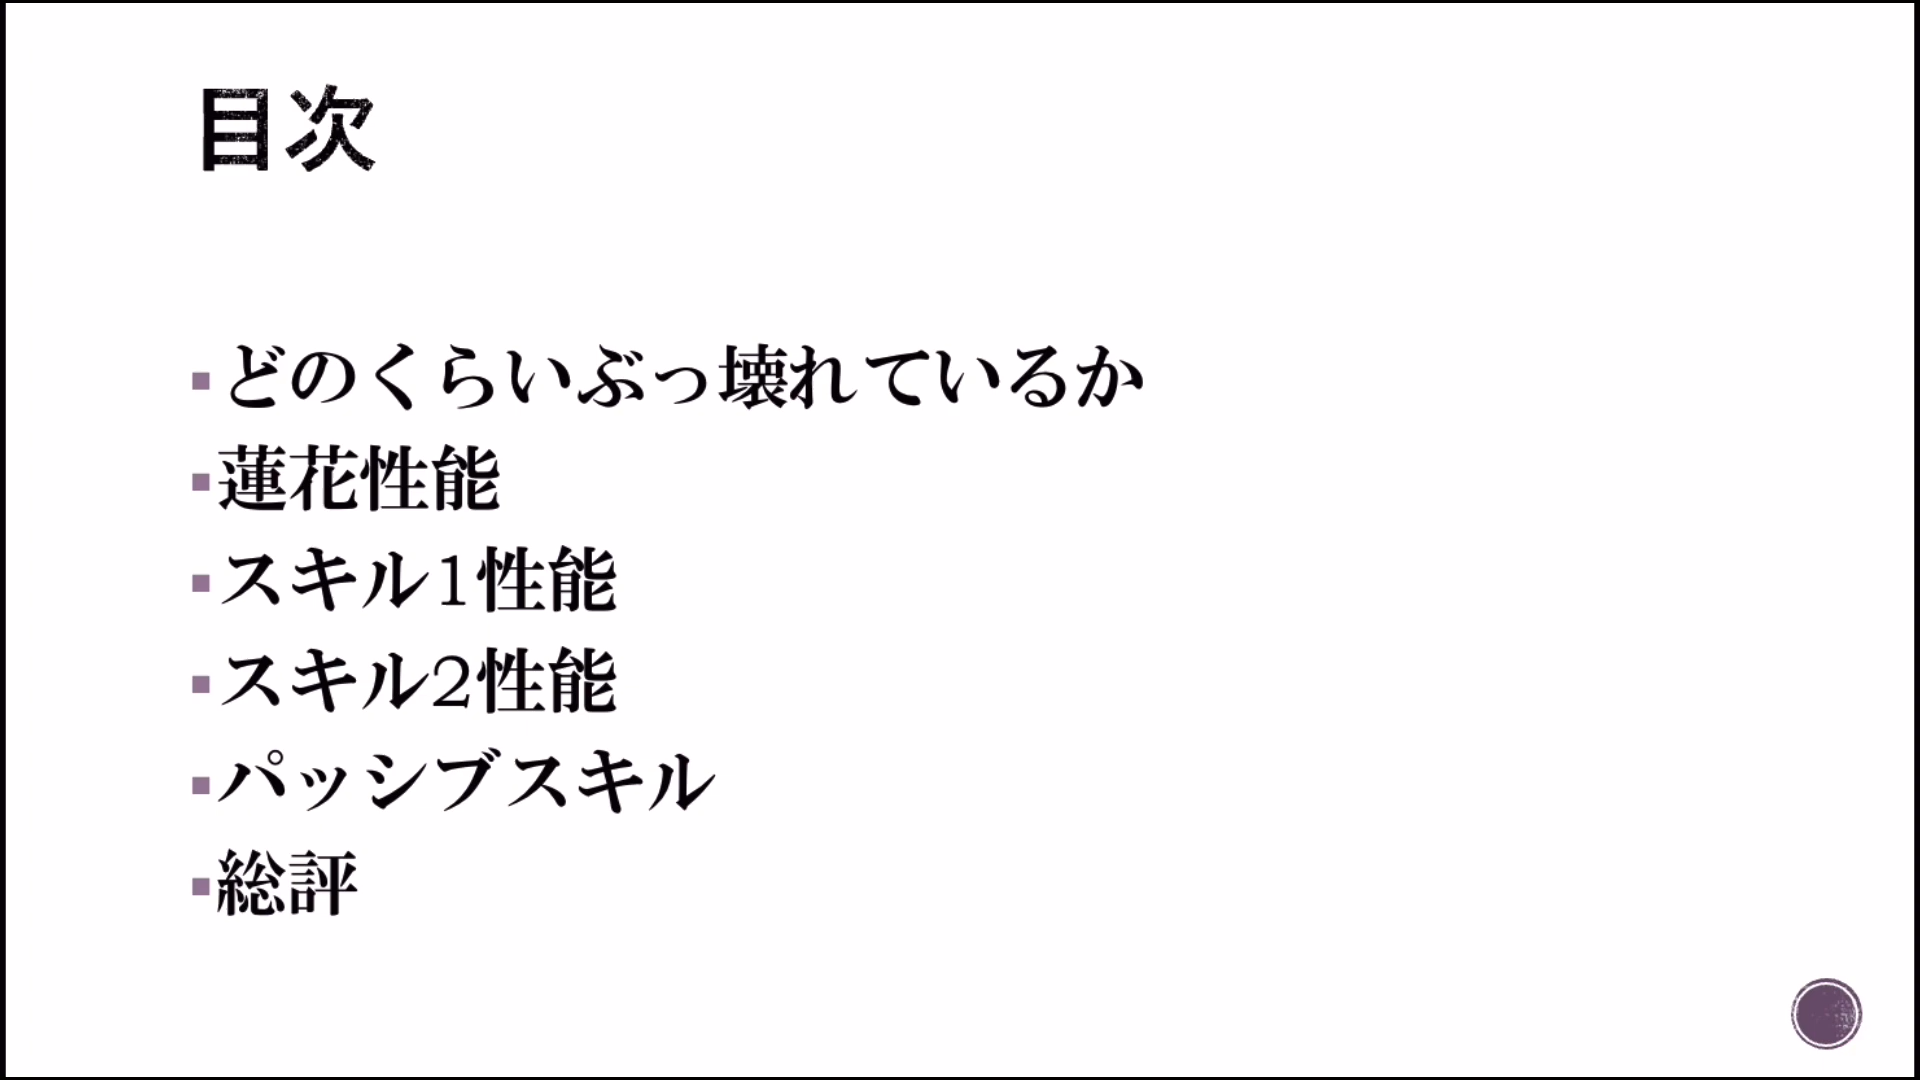 目次
どのくらいぶっ壊れているか
蓮花性能
スキル1性能
スキル2性能
パッシブスキル
総評